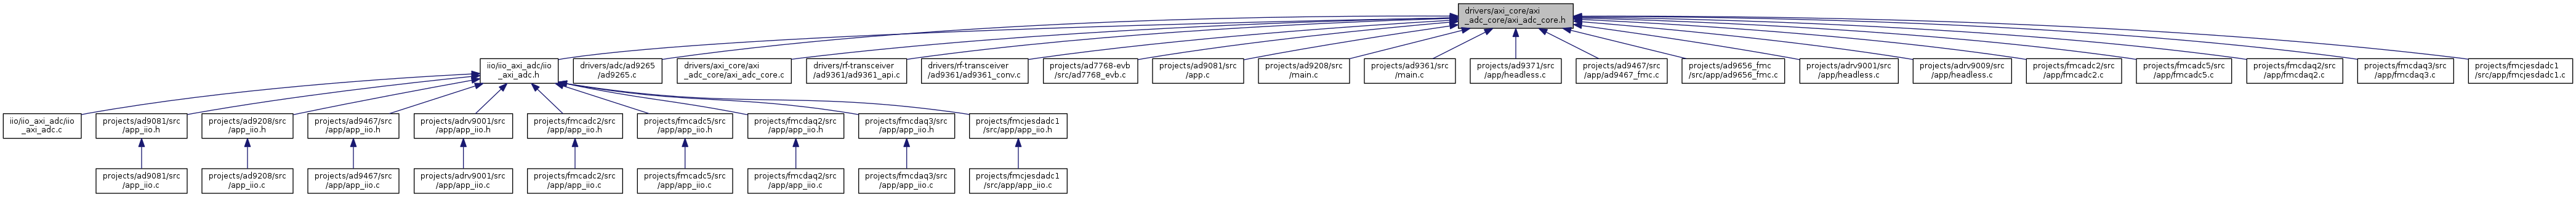 drivers/axi_core/axi
_adc_core/axi_adc_core.h
iio/iio_axi_adc/iio
_axi_adc.h
drivers/adc/ad9265
/ad9265.c
drivers/axi_core/axi
_adc_core/axi_adc_core.c
drivers/rf-transceiver
/ad9361/ad9361_api.c
drivers/rf-transceiver
/ad9361/ad9361_conv.c
projects/ad7768-evb
/src/ad7768_evb.c
projects/ad9081/src
/app.c
projects/ad9208/src
/main.c
projects/ad9361/src
/main.c
projects/ad9371/src
/app/headless.c
projects/ad9467/src
/app/ad9467_fmc.c
projects/ad9656_fmc
/src/app/ad9656_fmc.c
projects/adrv9001/src
/app/headless.c
projects/adrv9009/src
/app/headless.c
projects/fmcadc2/src
/app/fmcadc2.c
projects/fmcadc5/src
/app/fmcadc5.c
projects/fmcdaq2/src
/app/fmcdaq2.c
projects/fmcdaq3/src
/app/fmcdaq3.c
projects/fmcjesdadc1
/src/app/fmcjesdadc1.c
iio/iio_axi_adc/iio
_axi_adc.c
projects/ad9081/src
/app_iio.h
projects/ad9208/src
/app_iio.h
projects/ad9467/src
/app/app_iio.h
projects/adrv9001/src
/app/app_iio.h
projects/fmcadc2/src
/app/app_iio.h
projects/fmcadc5/src
/app/app_iio.h
projects/fmcdaq2/src
/app/app_iio.h
projects/fmcdaq3/src
/app/app_iio.h
projects/fmcjesdadc1
/src/app/app_iio.h
projects/ad9081/src
/app_iio.c
projects/ad9208/src
/app_iio.c
projects/ad9467/src
/app/app_iio.c
projects/adrv9001/src
/app/app_iio.c
projects/fmcadc2/src
/app/app_iio.c
projects/fmcadc5/src
/app/app_iio.c
projects/fmcdaq2/src
/app/app_iio.c
projects/fmcdaq3/src
/app/app_iio.c
projects/fmcjesdadc1
/src/app/app_iio.c